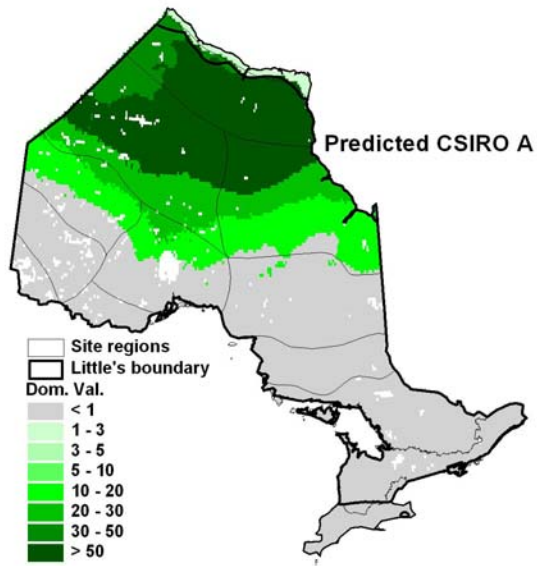 Predicted CSIRO A
Site regions
Little's boundary
Dom. Val.
< 1
1 - 3
3 - 5
5 - 10
10 - 20
20 - 30
30 - 50
> 50